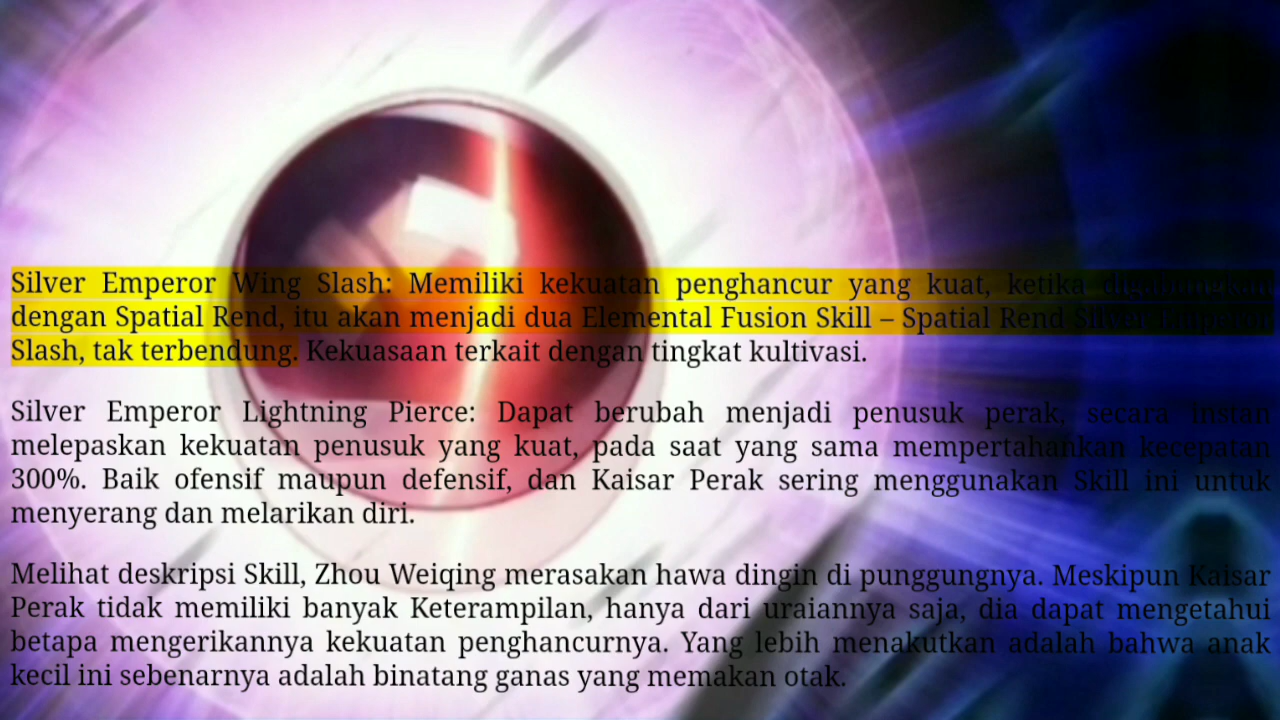 Silver Emperor Wing Slash: Memiliki kekuatan penghancur yang kuat, ketika digabungkan
dengan Spatial Rend, itu akan menjadi dua Elemental Fusion Skill – Spatial Rend Silver Emperor
Slash, tak terbendung. Kekuasaan terkait dengan tingkat kultivasi.
Silver Emperor Lightning Pierce: Dapat berubah menjadi penusuk perak, secara instan
melepaskan kekuatan penusuk yang kuat, pada saat yang sama mempertahankan kecepatan
300%. Baik ofensif maupun defensif, dan Kaisar Perak sering menggunakan Skill ini untuk
menyerang dan melarikan diri.
Melihat deskripsi Skill, Zhou Weiqing merasakan hawa dingin di punggungnya. Meskipun Kaisar
Perak tidak memiliki banyak Keterampilan, hanya dari uraiannya saja, dia dapat mengetahui
betapa mengerikannya kekuatan penghancurnya. Yang lebih menakutkan adalah bahwa anak
kecil ini sebenarnya adalah binatang ganas yang memakan otak.